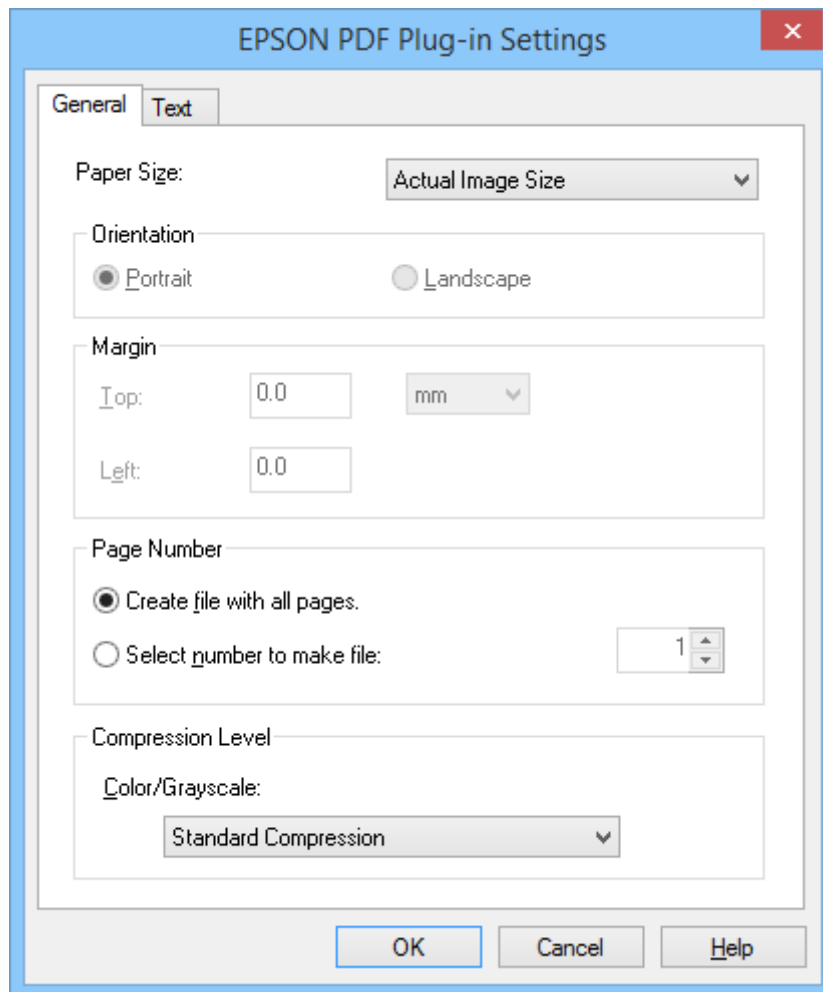 EPSON PDF Plug-in Settings
General Text
Paper Size: Actual Image Size
Orientation
Portrait Landscape
Margin
Top: 0.0 mm
Left: 0.0
Page Number
Create file with all pages.
Select number to make file: 1
Compression Level
Color/Grayscale:
Standard Compression
OK Cancel Help